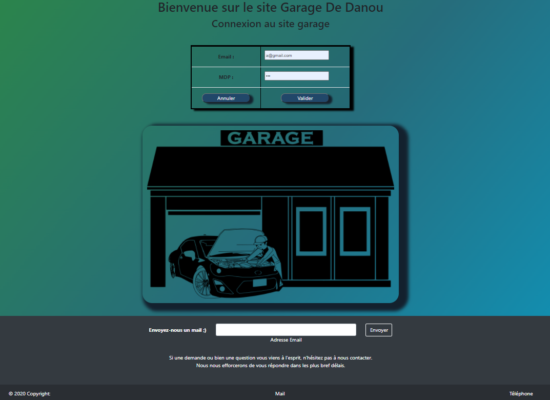 Bienvenue sur le site Garage De Danou
Connexion au site garage
Email :
a@gmail.com
MDP :
Annuler
Valider
GARAGE
Envoyez-nous un mail ;)
Envoyer
Adresse Email
Si une demande ou bien une question vous viens à l'esprit, n'hésitez pas à nous contacter.
Nous nous efforcerons de vous répondre dans les plus bref délais.
© 2020 Copyright
Mail
Téléphone